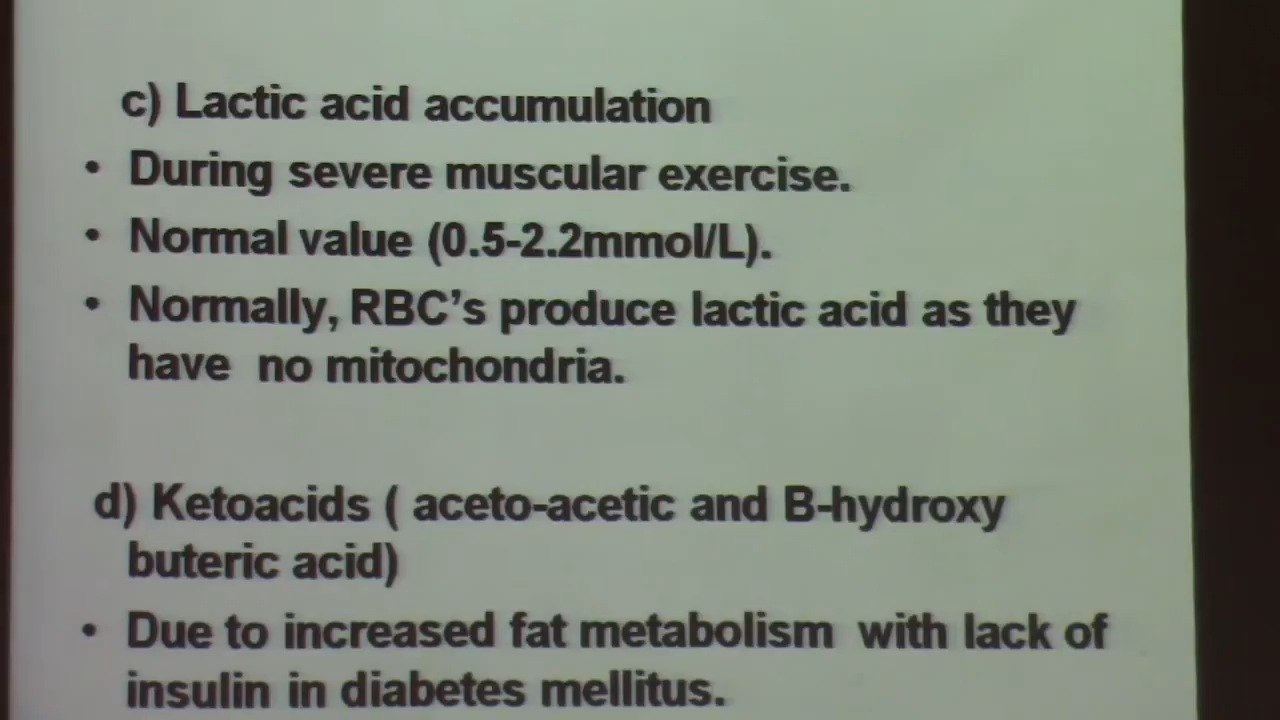 c) Lactic acid accumulation
• During severe muscular exercise.
• Normal value (0.5-2.2mmol/L).
• Normally, RBC's produce lactic acid as they
have no mitochondria.
d) Ketoacids ( aceto-acetic and B-hydroxy
buteric acid)
• Due to increased fat metabolism with lack of
insulin in diabetes mellitus.